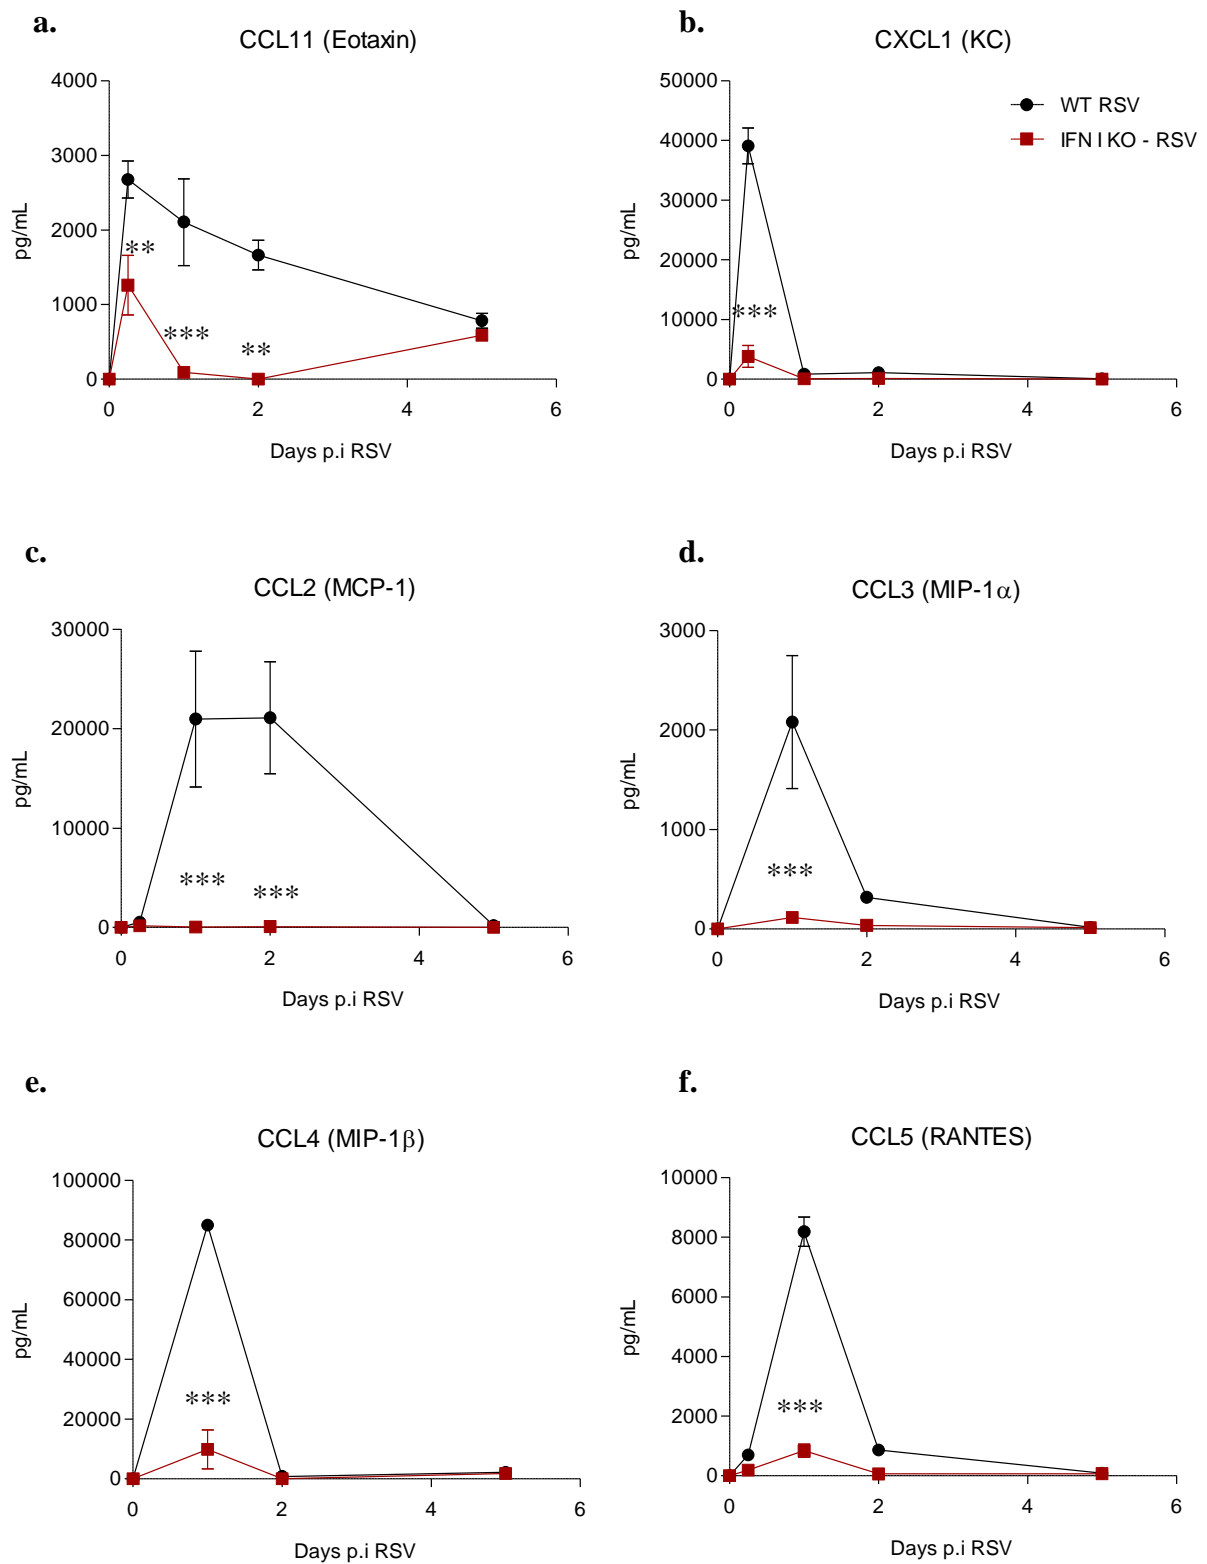 a.
CCL11 (Eotaxin)
4000
3000
2000
1000
0
pg/mL
**
***
**
0 2 4 6
Days p.i RSV
b.
CXCL1 (KC)
50000
40000
30000
20000
10000
0
pg/mL
WT RSV
IFN I KO - RSV
***
0 2 4 6
Days p.i RSV
c.
CCL2 (MCP-1)
30000
20000
10000
0
pg/mL
***
***
0 2 4 6
Days p.i RSV
d.
CCL3 (MIP-1α)
3000
2000
1000
0
pg/mL
***
0 2 4 6
Days p.i RSV
e.
CCL4 (MIP-1β)
100000
80000
60000
40000
20000
0
pg/mL
***
0 2 4 6
Days p.i RSV
f.
CCL5 (RANTES)
10000
8000
6000
4000
2000
0
pg/mL
***
0 2 4 6
Days p.i RSV